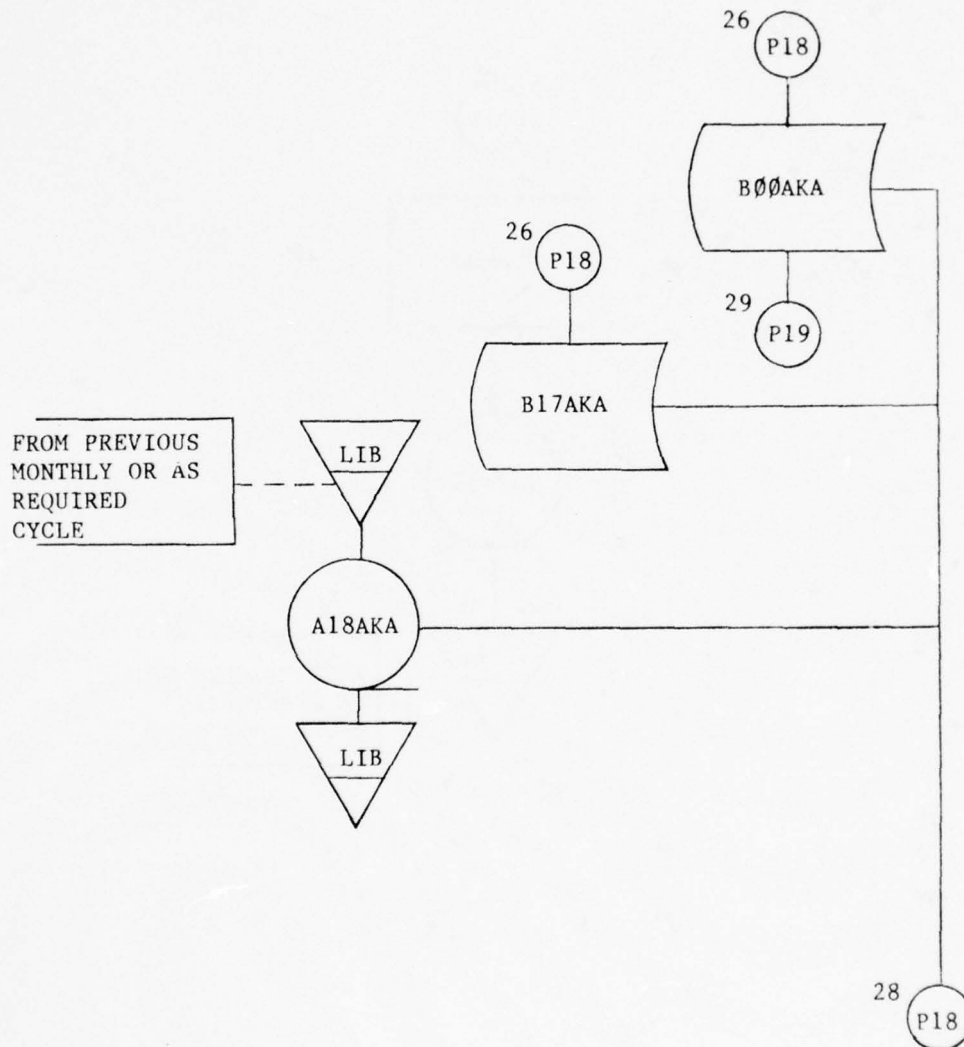 26
P18
BØØAKA
26
P18
29
P19
B17AKA
FROM PREVIOUS
MONTHLY OR AS
REQUIRED
CYCLE
LIB
A18AKA
LIB
28
P18